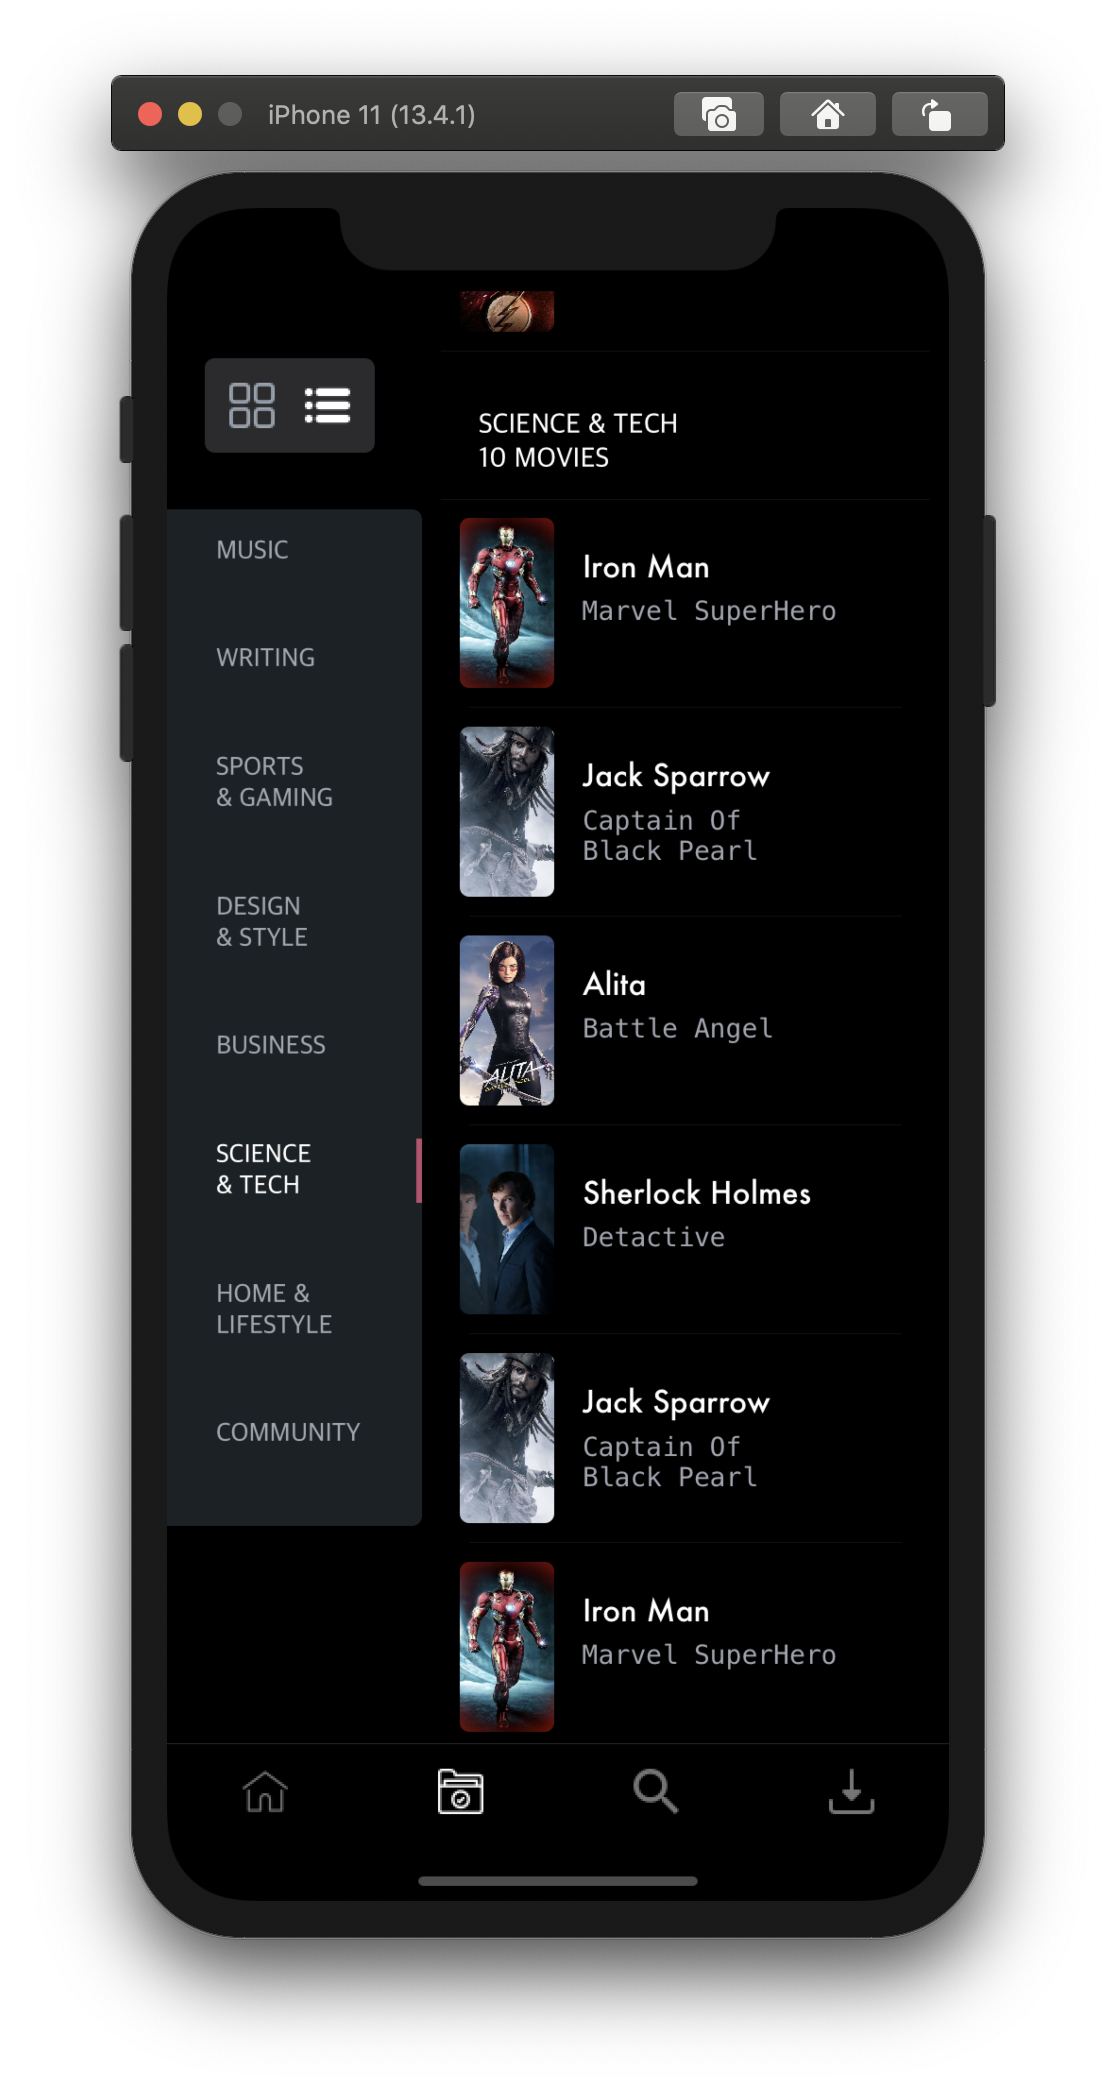 iPhone 11 (13.4.1)
SCIENCE & TECH
10 MOVIES
MUSIC
WRITING
SPORTS
& GAMING
DESIGN
& STYLE
BUSINESS
SCIENCE
& TECH
HOME &
LIFESTYLE
COMMUNITY
Iron Man
Marvel SuperHero
Jack Sparrow
Captain Of
Black Pearl
Alita
Battle Angel
ALITA
Sherlock Holmes
Detactive
Jack Sparrow
Captain Of
Black Pearl
Iron Man
Marvel SuperHero